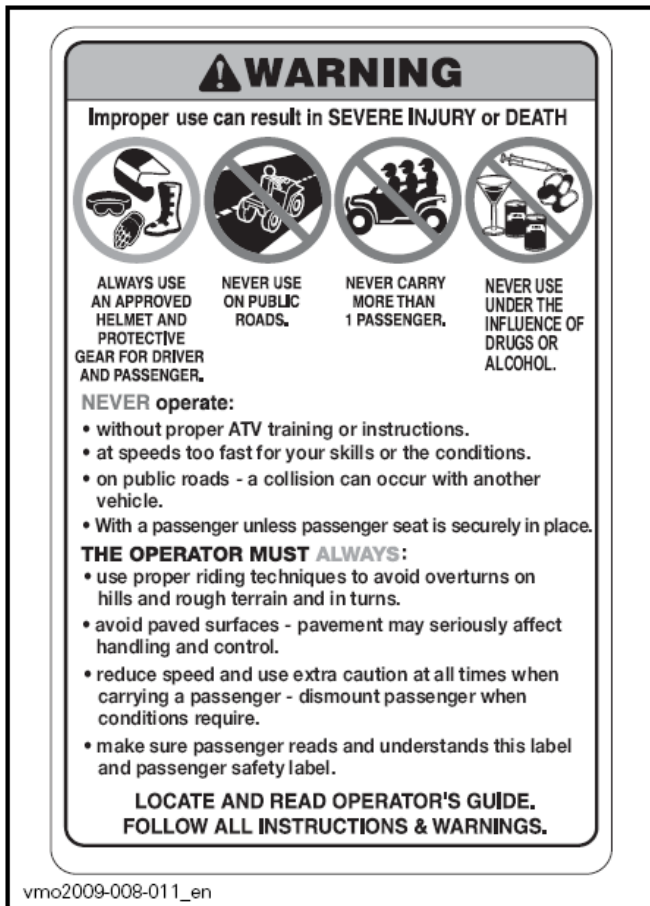 WARNING
Improper use can result in SEVERE INJURY or DEATH
ALWAYS USE
AN APPROVED
HELMET AND
PROTECTIVE
GEAR FOR DRIVER
AND PASSENGER.
NEVER USE
ON PUBLIC
ROADS.
NEVER CARRY
MORE THAN
1 PASSENGER.
NEVER USE
UNDER THE
INFLUENCE OF
DRUGS OR
ALCOHOL.
NEVER operate:
• without proper ATV training or instructions.
• at speeds too fast for your skills or the conditions.
• on public roads - a collision can occur with another
vehicle.
• With a passenger unless passenger seat is securely in place.
THE OPERATOR MUST ALWAYS:
• use proper riding techniques to avoid overturns on
hills and rough terrain and in turns.
• avoid paved surfaces - pavement may seriously affect
handling and control.
• reduce speed and use extra caution at all times when
carrying a passenger - dismount passenger when
conditions require.
• make sure passenger reads and understands this label
and passenger safety label.
LOCATE AND READ OPERATOR'S GUIDE.
FOLLOW ALL INSTRUCTIONS & WARNINGS.
vmo2009-008-011_en